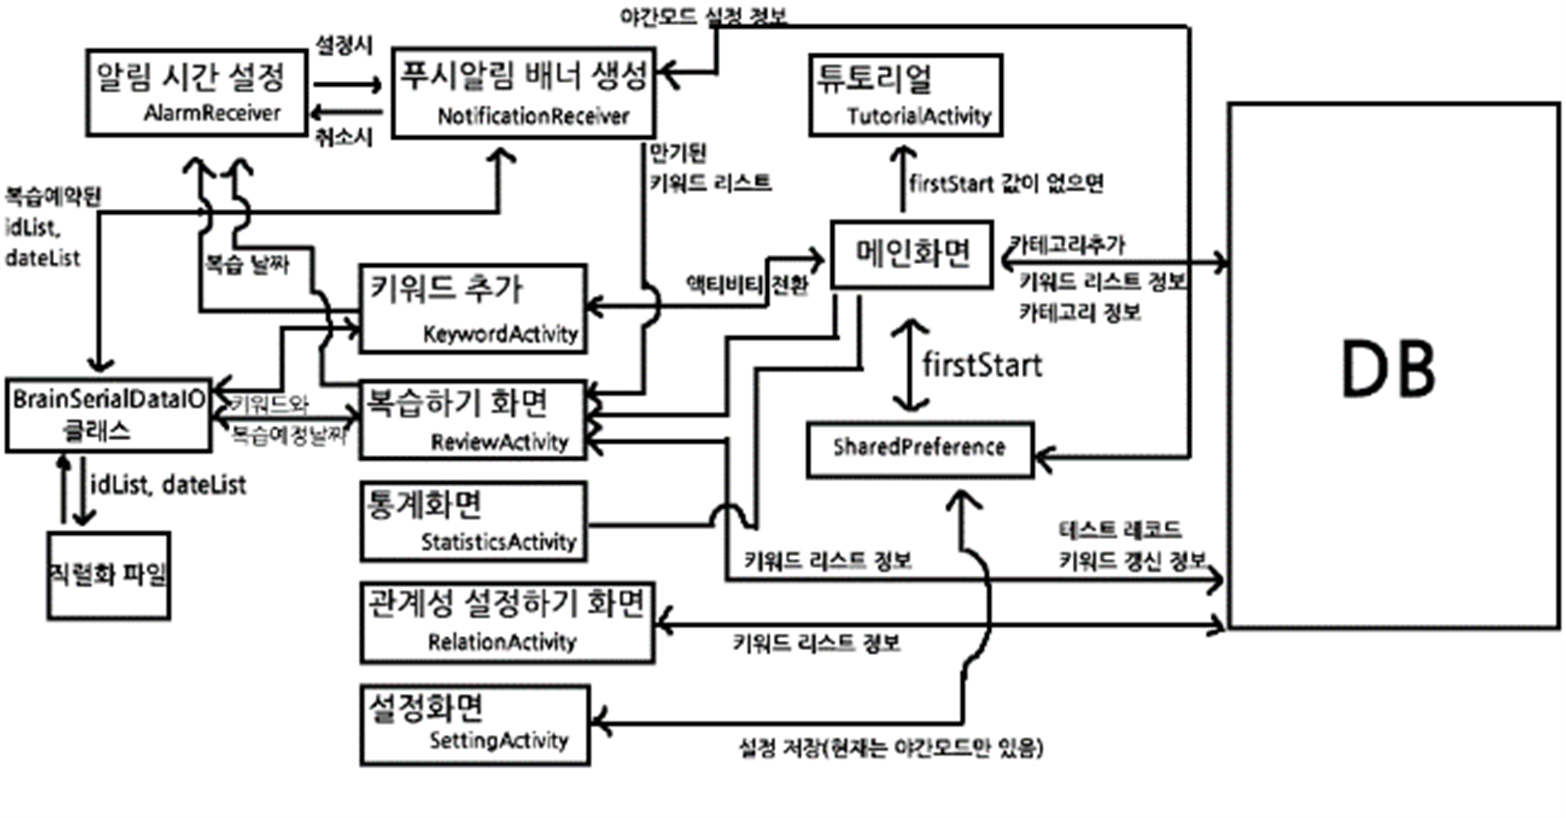 야간모드 설정 정보
알림 시간 설정
AlarmReceiver
설정시
취소시
푸시알림 배너 생성
NotificationReceiver
튜토리얼
TutorialActivity
만기된
키워드 리스트
firstStart 값이 없으면
복습예약된
idList,
dateList
복습 날짜
키워드 추가
KeywordActivity
액티비티 전환
메인화면
카테고리추가
키워드 리스트 정보
카테고리 정보
DB
firstStart
BrainSerialDataIO
클래스
키워드와
복습예정날짜
복습하기 화면
ReviewActivity
SharedPreference
idList, dateList
직렬화 파일
통계화면
StatisticsActivity
키워드 리스트 정보
테스트 레코드
키워드 갱신 정보
관계성 설정하기 화면
RelationActivity
키워드 리스트 정보
설정화면
SettingActivity
설정 저장(현재는 야간모드만 있음)